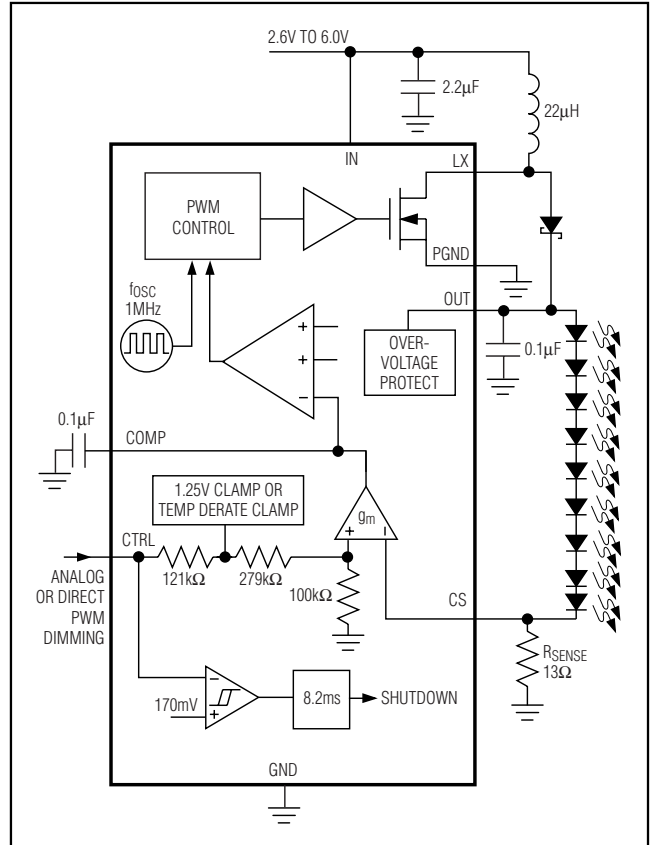 2.6V TO 6.0V
2.2μF
22μH
IN
LX
PWM
CONTROL
PGND
fOSC
1MHz
OUT
OVER-
VOLTAGE
PROTECT
0.1μF
+
+
−
0.1μF
COMP
1.25V CLAMP OR
TEMP DERATE CLAMP
gm
+
−
CTRL
121kΩ
279kΩ
100kΩ
CS
ANALOG
OR DIRECT
PWM
DIMMING
RSENSE
13Ω
−
+
170mV
8.2ms
SHUTDOWN
GND